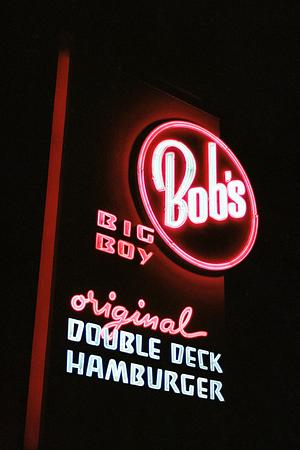 Bob's
BIG
BOY
original
DOUBLE DECK
HAMBURGER